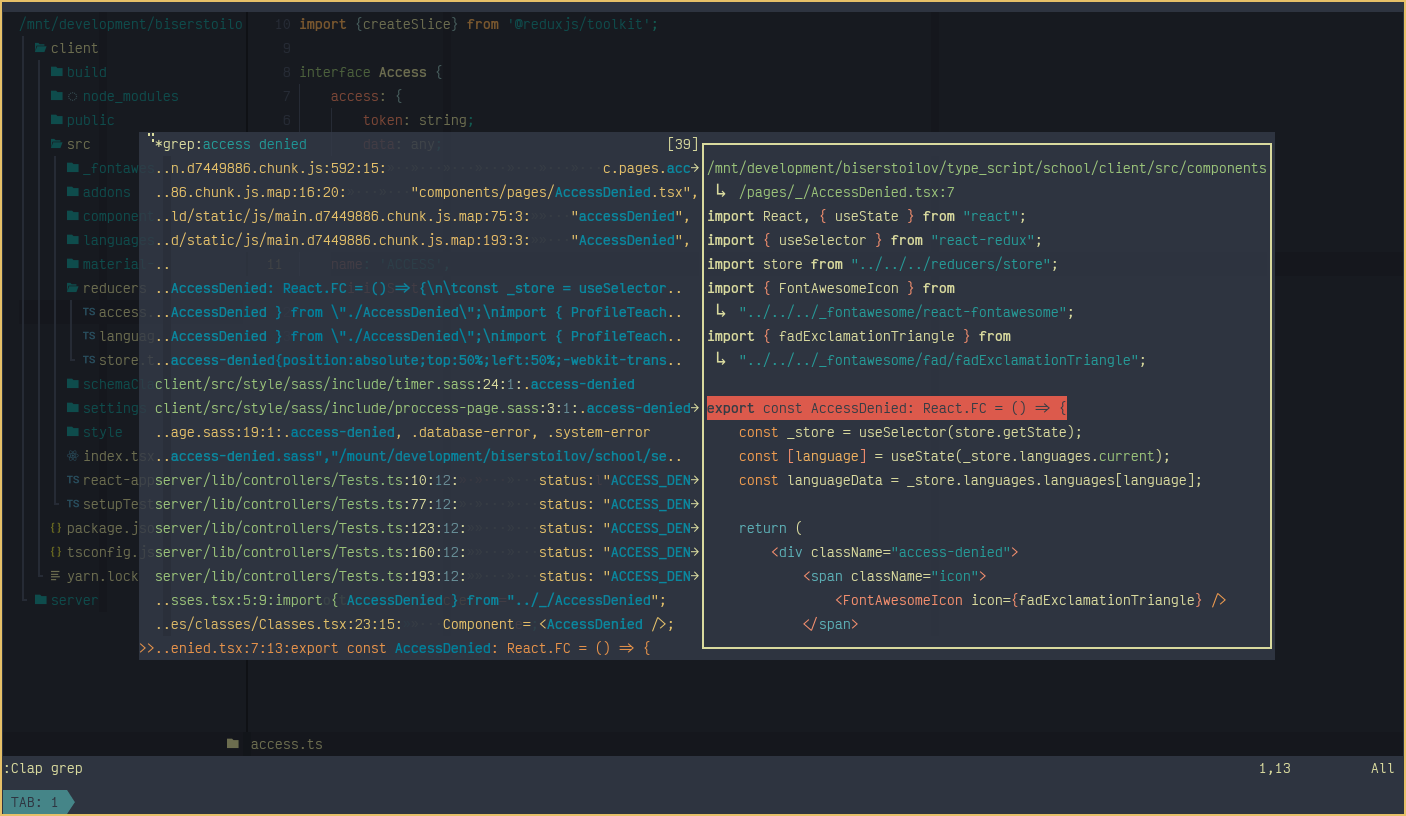 /mnt/development/biserstoilo
client
build
node_modules
public
src
_fontawe
addons
componen
language
material
reducers
TS access.
TS langua
TS store.t
schemaC
setting
style
index.tsx
TS react-app
TS setupTest
{} package.jso
{} tsconfig.js
yarn.lock
server
10 import {createSlice} from '@reduxjs/toolkit';
9
8 interface Access {
7 access: {
6 token: string;
data: any;
11 name: 'ACCESS',
*grep:access denied [39]
..n.d7449886.chunk.js:592:15: c.pages.acc→
..86.chunk.js.map:16:20: "components/pages/AccessDenied.tsx",
..ld/static/js/main.d7449886.chunk.js.map:75:3: "accessDenied",
..d/static/js/main.d7449886.chunk.js.map:193:3: "AccessDenied",
..
..AccessDenied: React.FC = () => {\n\tconst _store = useSelector..
..AccessDenied } from \"./AccessDenied\";\nimport { ProfileTeach..
..AccessDenied } from \"./AccessDenied\";\nimport { ProfileTeach..
..access-denied{position:absolute;top:50%;left:50%;-webkit-trans..
client/src/style/sass/include/timer.sass:24:1:.access-denied
client/src/style/sass/include/proccess-page.sass:3:1:.access-denied→
..age.sass:19:1:.access-denied, .database-error, .system-error
..access-denied.sass","/mount/development/biserstoilov/school/se..
server/lib/controllers/Tests.ts:10:12: status: "ACCESS_DEN→
server/lib/controllers/Tests.ts:77:12: status: "ACCESS_DEN→
server/lib/controllers/Tests.ts:123:12: status: "ACCESS_DEN→
server/lib/controllers/Tests.ts:160:12: status: "ACCESS_DEN→
server/lib/controllers/Tests.ts:193:12: status: "ACCESS_DEN→
..sses.tsx:5:9:import { AccessDenied } from "../_/AccessDenied";
..es/classes/Classes.tsx:23:15: Component = <AccessDenied />;
>>..enied.tsx:7:13:export const AccessDenied: React.FC = () => {
/mnt/development/biserstoilov/type_script/school/client/src/components
↳ /pages/_/AccessDenied.tsx:7
import React, { useState } from "react";
import { useSelector } from "react-redux";
import store from "../../../reducers/store";
import { FontAwesomeIcon } from
↳ "../../../_fontawesome/react-fontawesome";
import { fadExclamationTriangle } from
↳ "../../../_fontawesome/fad/fadExclamationTriangle";
export const AccessDenied: React.FC = () => {
const _store = useSelector(store.getState);
const [language] = useState(_store.languages.current);
const languageData = _store.languages.languages[language];
return (
<div className="access-denied">
<span className="icon">
<FontAwesomeIcon icon={fadExclamationTriangle} />
</span>
access.ts
:Clap grep 1,13 All
TAB: 1